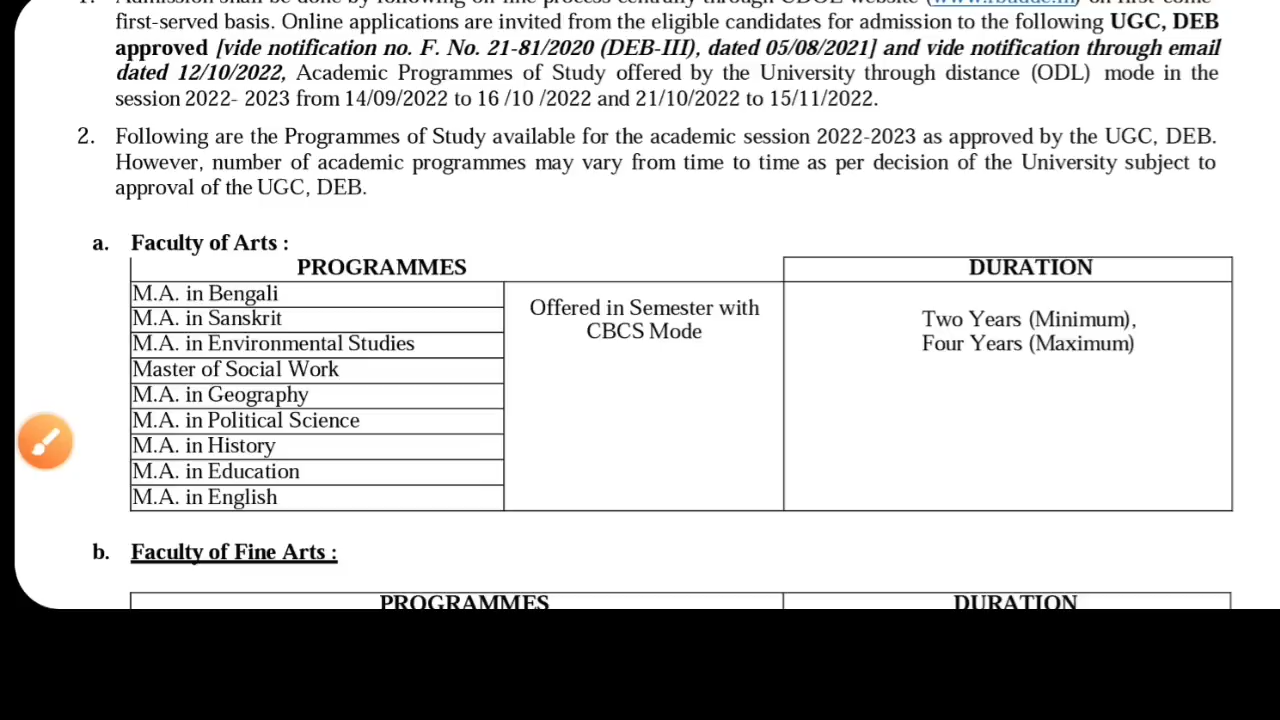 first-served basis. Online applications are invited from the eligible candidates for admission to the following UGC, DEB
approved [vide notification no. F. No. 21-81/2020 (DEB-III), dated 05/08/2021] and vide notification through email
dated 12/10/2022, Academic Programmes of Study offered by the University through distance (ODL) mode in the
session 2022- 2023 from 14/09/2022 to 16 /10 /2022 and 21/10/2022 to 15/11/2022.
2. Following are the Programmes of Study available for the academic session 2022-2023 as approved by the UGC, DEB.
However, number of academic programmes may vary from time to time as per decision of the University subject to
approval of the UGC, DEB.
a. Faculty of Arts :
PROGRAMMES DURATION
M.A. in Bengali
M.A. in Sanskrit
M.A. in Environmental Studies
Master of Social Work
M.A. in Geography
M.A. in Political Science
M.A. in History
M.A. in Education
M.A. in English
Offered in Semester with
CBCS Mode
Two Years (Minimum),
Four Years (Maximum)
b. Faculty of Fine Arts :
PROGRAMMES DURATION